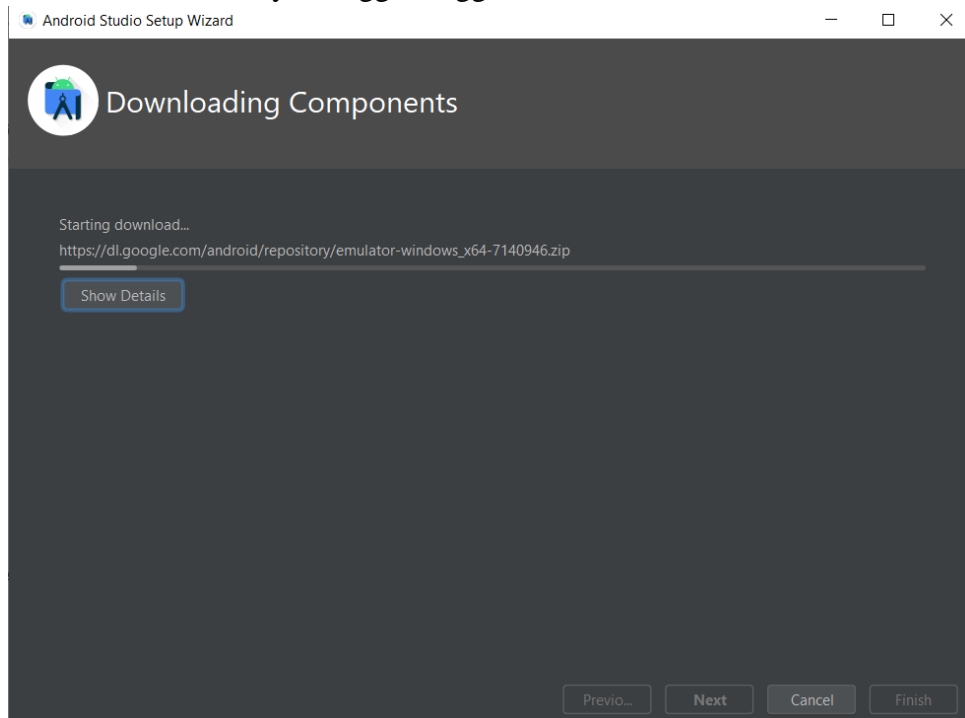 Android Studio Setup Wizard
Downloading Components
Starting download...
https://dl.google.com/android/repository/emulator-windows_x64-7140946.zip
Show Details
Previo... Next Cancel Finish